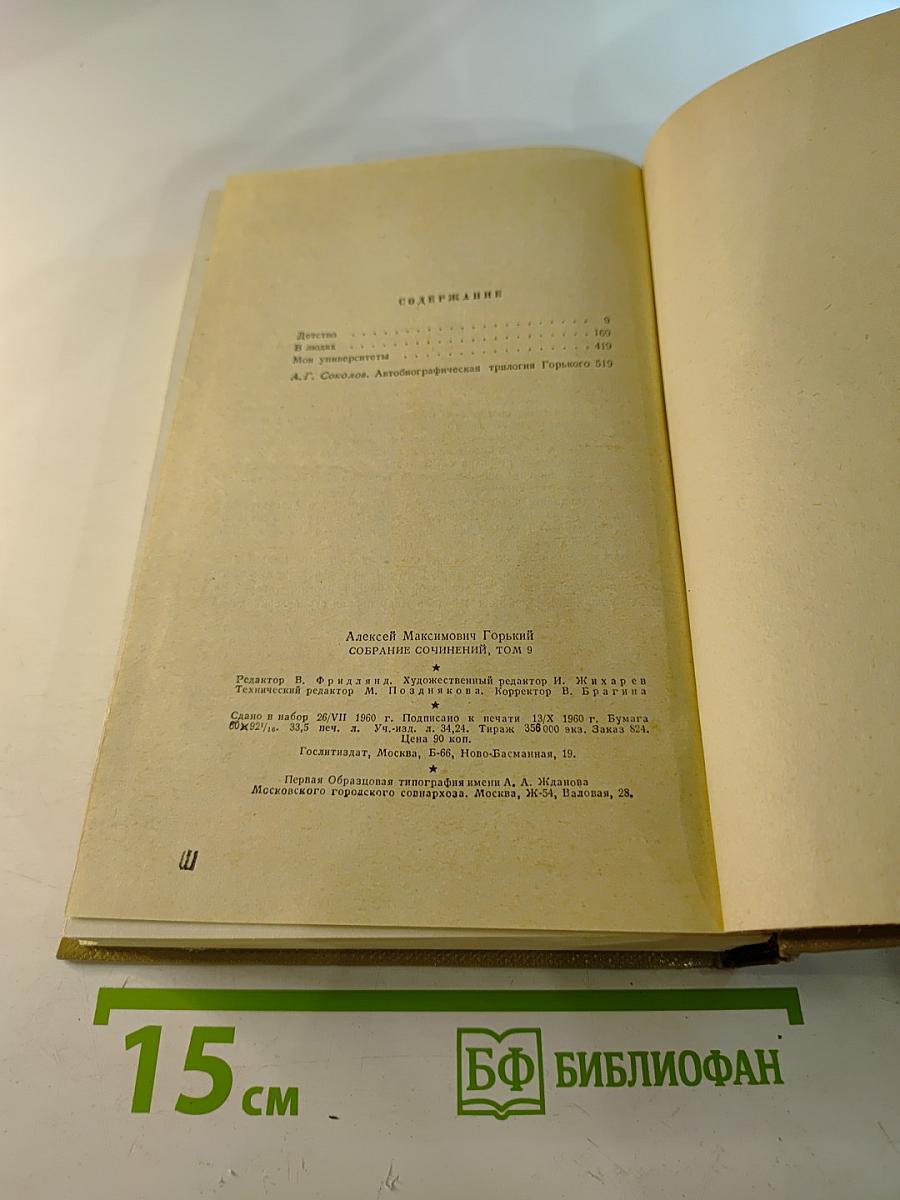 СОДЕРЖАНИЕ
Детство . . . . . . . . . . . . . . . . . . 9
В людях . . . . . . . . . . . . . . . . . . 169
Мои университеты . . . . . . . . . . . . . 419
А. Г. Соколов. Автобиографическая трилогия Горького 519
Алексей Максимович Горький
СОБРАНИЕ СОЧИНЕНИЙ, ТОМ 9
★
Редактор В. Фридлянд. Художественный редактор И. Жихарев
Технический редактор М. Позднякова. Корректор В. Брагина
★
Сдано в набор 26/VII 1960 г. Подписано к печати 13/X 1960 г. Бумага
60×92¹/₁₆. 33,5 печ. л. Уч.-изд. л. 34,24. Тираж 356 000 экз. Заказ 824.
Цена 90 коп.
Гослитиздат, Москва, Б-66, Ново-Басманная, 19.
★
Первая Образцовая типография имени А. А. Жданова
Московского городского совнархоза. Москва, Ж-54, Валовая, 28.
Ш
15 см
БФ БИБЛИОФАН